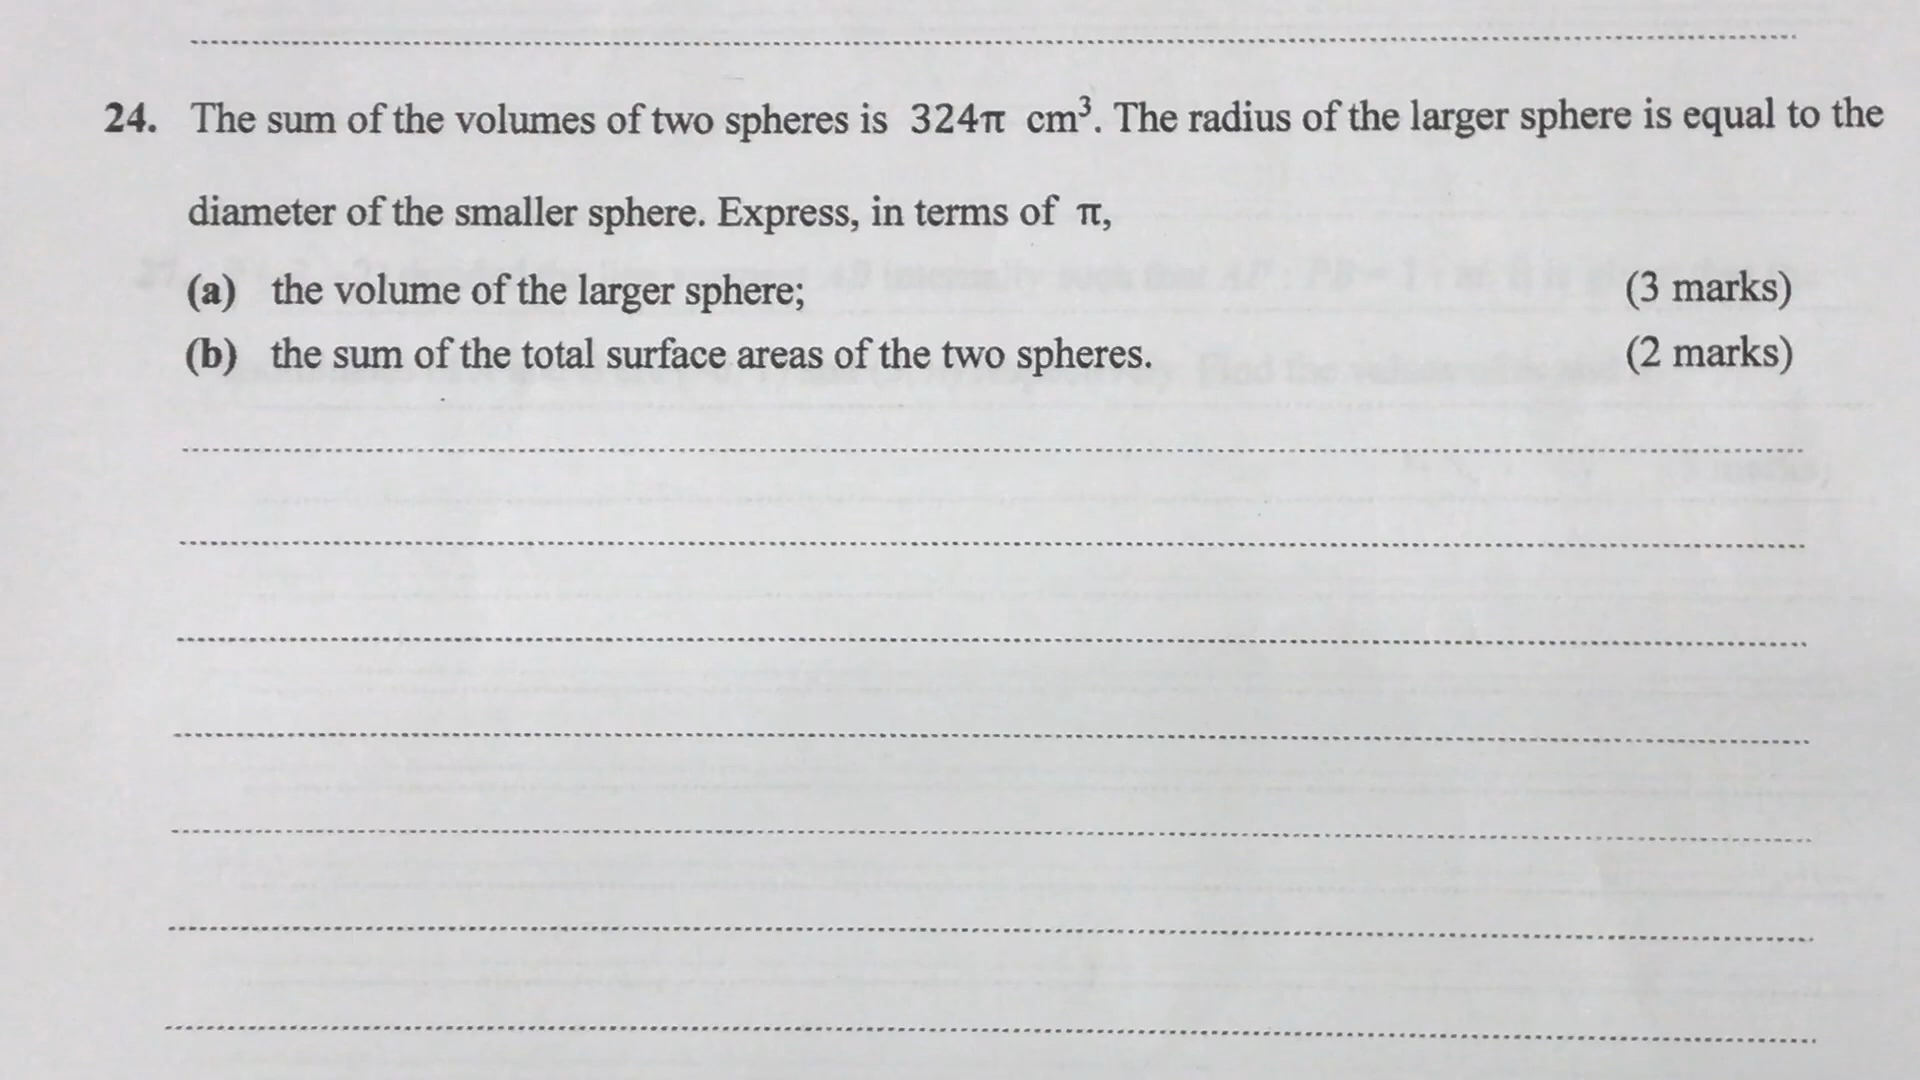 24. The sum of the volumes of two spheres is 324π cm³. The radius of the larger sphere is equal to the
diameter of the smaller sphere. Express, in terms of π,
(a) the volume of the larger sphere; (3 marks)
(b) the sum of the total surface areas of the two spheres. (2 marks)